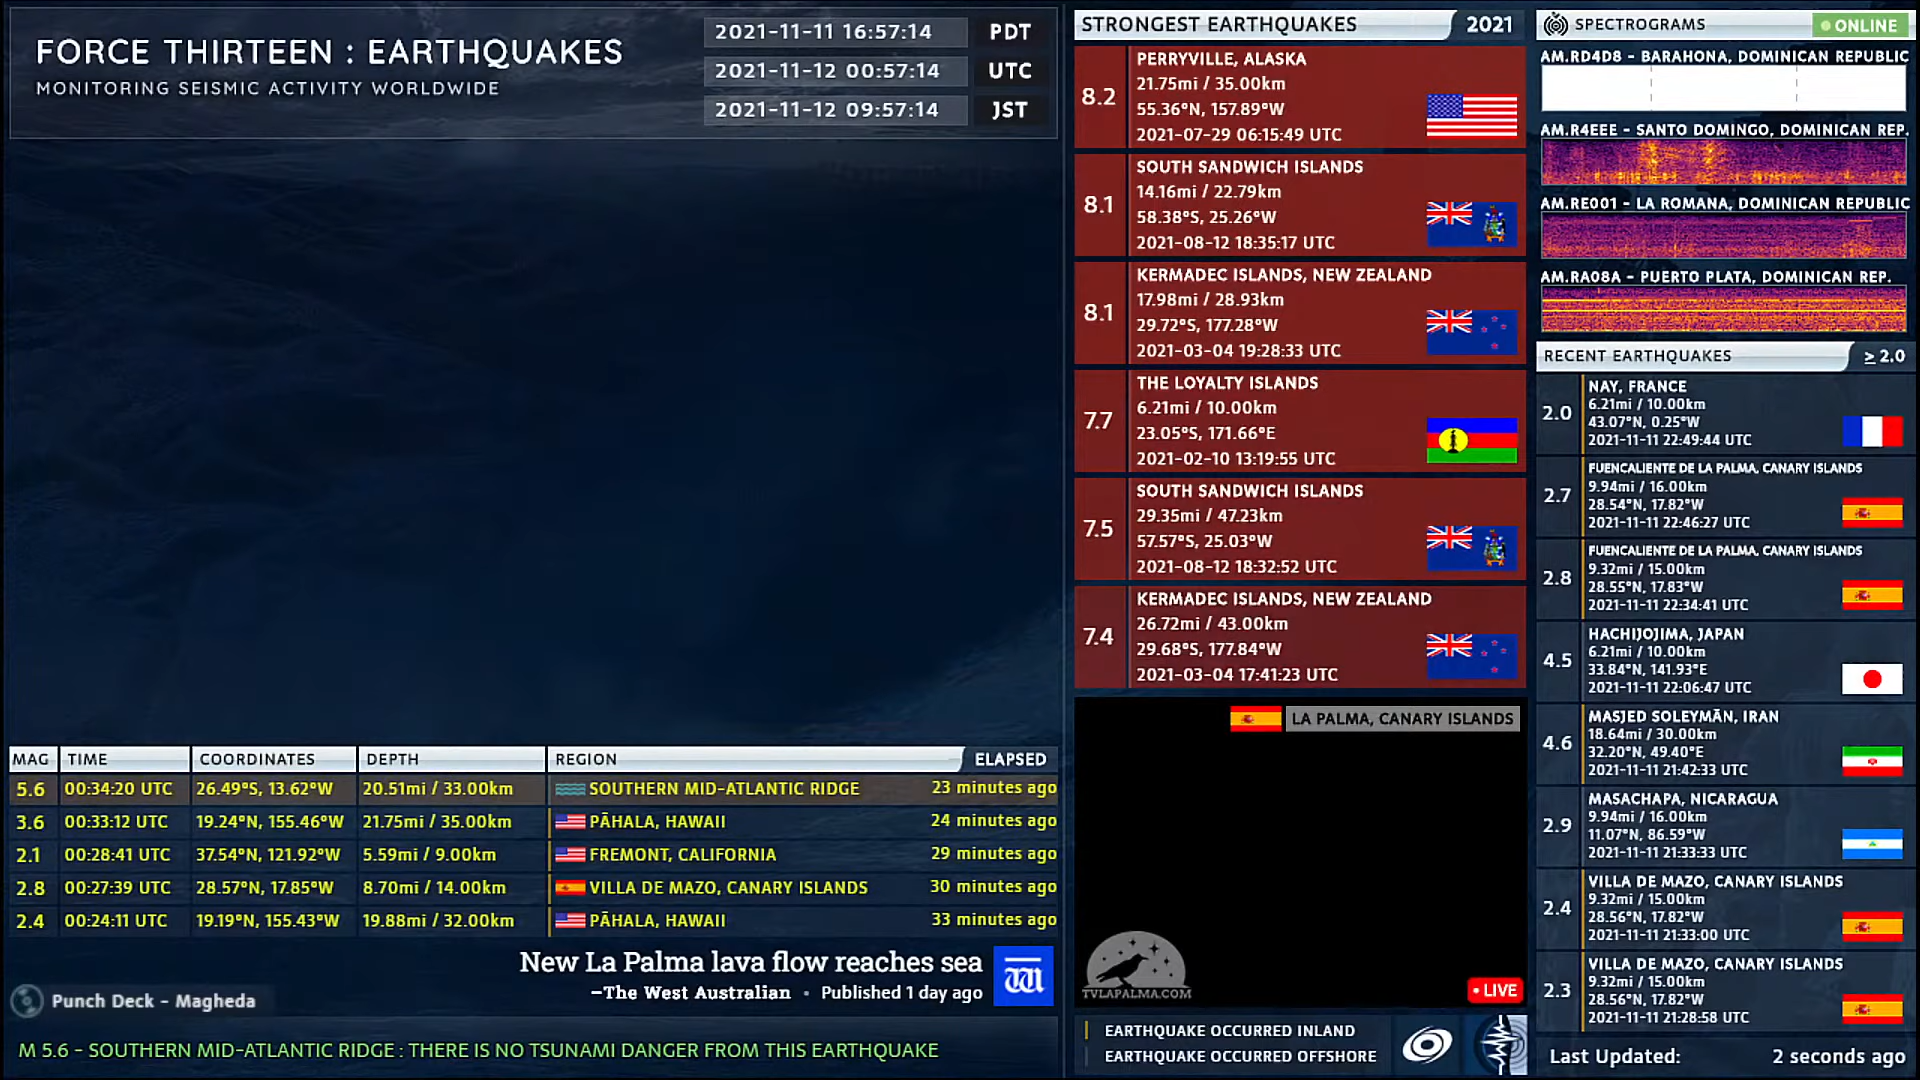 FORCE THIRTEEN : EARTHQUAKES
MONITORING SEISMIC ACTIVITY WORLDWIDE
2021-11-11 16:57:14 PDT
2021-11-12 00:57:14 UTC
2021-11-12 09:57:14 JST
STRONGEST EARTHQUAKES 2021
8.2
PERRYVILLE, ALASKA
21.75mi / 35.00km
55.36°N, 157.89°W
2021-07-29 06:15:49 UTC
8.1
SOUTH SANDWICH ISLANDS
14.16mi / 22.79km
58.38°S, 25.26°W
2021-08-12 18:35:17 UTC
8.1
KERMADEC ISLANDS, NEW ZEALAND
17.98mi / 28.93km
29.72°S, 177.28°W
2021-03-04 19:28:33 UTC
7.7
THE LOYALTY ISLANDS
6.21mi / 10.00km
23.05°S, 171.66°E
2021-02-10 13:19:55 UTC
7.5
SOUTH SANDWICH ISLANDS
29.35mi / 47.23km
57.57°S, 25.03°W
2021-08-12 18:32:52 UTC
7.4
KERMADEC ISLANDS, NEW ZEALAND
26.72mi / 43.00km
29.68°S, 177.84°W
2021-03-04 17:41:23 UTC
SPECTROGRAMS ONLINE
AM.RD4D8 - BARAHONA, DOMINICAN REPUBLIC
AM.R4EEE - SANTO DOMINGO, DOMINICAN REP.
AM.RE001 - LA ROMANA, DOMINICAN REPUBLIC
AM.RA08A - PUERTO PLATA, DOMINICAN REP.
RECENT EARTHQUAKES ≥ 2.0
2.0
NAY, FRANCE
6.21mi / 10.00km
43.07°N, 0.25°W
2021-11-11 22:49:44 UTC
2.7
FUENCALIENTE DE LA PALMA, CANARY ISLANDS
9.94mi / 16.00km
28.54°N, 17.82°W
2021-11-11 22:46:27 UTC
2.8
FUENCALIENTE DE LA PALMA, CANARY ISLANDS
9.32mi / 15.00km
28.55°N, 17.83°W
2021-11-11 22:34:41 UTC
4.5
HACHIJOJIMA, JAPAN
6.21mi / 10.00km
33.84°N, 141.93°E
2021-11-11 22:06:47 UTC
4.6
MASJED SOLEYMĀN, IRAN
18.64mi / 30.00km
32.20°N, 49.40°E
2021-11-11 21:42:33 UTC
2.9
MASACHAPA, NICARAGUA
9.94mi / 16.00km
11.07°N, 86.59°W
2021-11-11 21:33:33 UTC
2.4
VILLA DE MAZO, CANARY ISLANDS
9.32mi / 15.00km
28.56°N, 17.82°W
2021-11-11 21:33:00 UTC
2.3
VILLA DE MAZO, CANARY ISLANDS
9.32mi / 15.00km
28.56°N, 17.82°W
2021-11-11 21:28:58 UTC
Last Updated: 2 seconds ago
MAG TIME COORDINATES DEPTH REGION ELAPSED
5.6 00:34:20 UTC 26.49°S, 13.62°W 20.51mi / 33.00km SOUTHERN MID-ATLANTIC RIDGE 23 minutes ago
3.6 00:33:12 UTC 19.24°N, 155.46°W 21.75mi / 35.00km PĀHALA, HAWAII 24 minutes ago
2.1 00:28:41 UTC 37.54°N, 121.92°W 5.59mi / 9.00km FREMONT, CALIFORNIA 29 minutes ago
2.8 00:27:39 UTC 28.57°N, 17.85°W 8.70mi / 14.00km VILLA DE MAZO, CANARY ISLANDS 30 minutes ago
2.4 00:24:11 UTC 19.19°N, 155.43°W 19.88mi / 32.00km PĀHALA, HAWAII 33 minutes ago
New La Palma lava flow reaches sea
–The West Australian • Published 1 day ago
W
Punch Deck - Magheda
M 5.6 - SOUTHERN MID-ATLANTIC RIDGE : THERE IS NO TSUNAMI DANGER FROM THIS EARTHQUAKE
LA PALMA, CANARY ISLANDS
TVLAPALMA.COM
• LIVE
EARTHQUAKE OCCURRED INLAND
EARTHQUAKE OCCURRED OFFSHORE